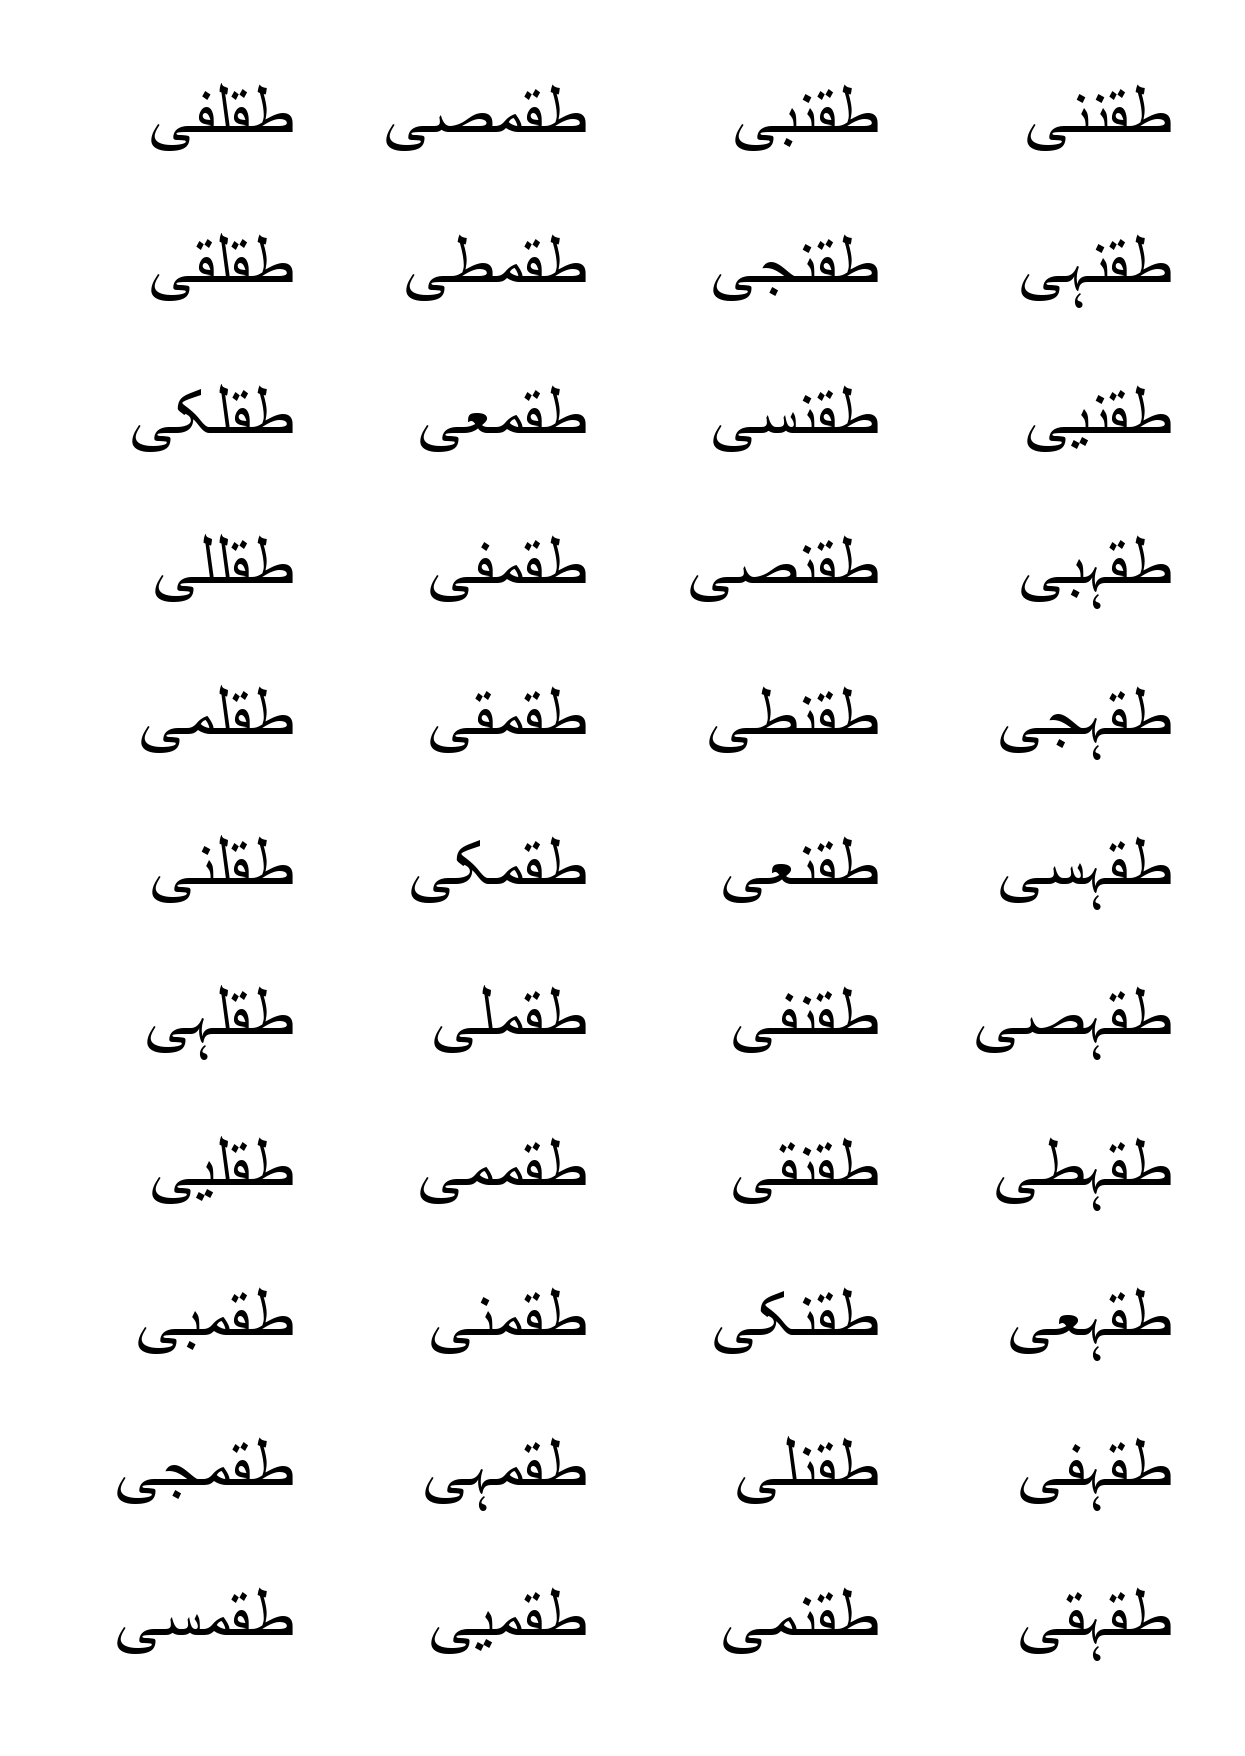 طقننی طقنبی طقمصی طقلفی
طقنہی طقنجی طقمطی طقلقی
طقنیی طقنسی طقمعی طقلکی
طقہبی طقنصی طقمفی طقللی
طقہجی طقنطی طقمقی طقلمی
طقہسی طقنعی طقمکی طقلنی
طقہصی طقنفی طقملی طقلہی
طقہطی طقنقی طقممی طقلیی
طقہعی طقنکی طقمنی طقمبی
طقہفی طقنلی طقمہی طقمجی
طقہقی طقنمی طقمیی طقمسی